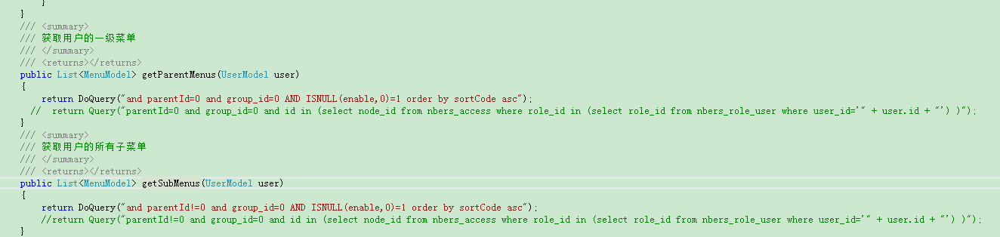 }
}
/// <summary>
/// 获取用户的一级菜单
/// </summary>
/// <returns></returns>
public List<MenuModel> getParentMenus(UserModel user)
{
return DoQuery("and parentId=0 and group_id=0 AND ISNULL(enable,0)=1 order by sortCode asc");
// return Query("parentId=0 and group_id=0 and id in (select node_id from nbers_access where role_id in (select role_id from nbers_role_user where user_id='" + user.id + "') )");
}
/// <summary>
/// 获取用户的所有子菜单
/// </summary>
/// <returns></returns>
public List<MenuModel> getSubMenus(UserModel user)
{
return DoQuery("and parentId!=0 and group_id=0 AND ISNULL(enable,0)=1 order by sortCode asc");
//return Query("parentId!=0 and group_id=0 and id in (select node_id from nbers_access where role_id in (select role_id from nbers_role_user where user_id='" + user.id + "') )");
}